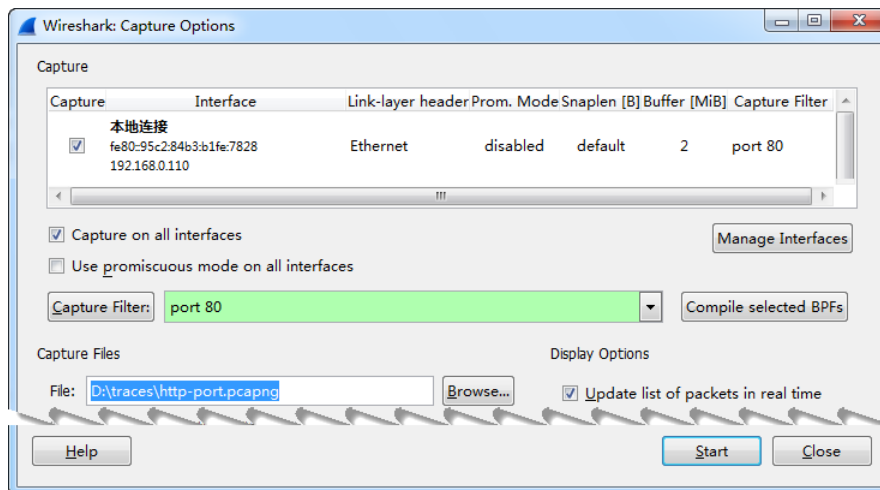 Wireshark: Capture Options
Capture
Capture Interface Link-layer header Prom. Mode Snaplen [B] Buffer [MiB] Capture Filter
本地连接
fe80::95c2:84b3:b1fe:7828
192.168.0.110
Ethernet disabled default 2 port 80
Capture on all interfaces
Manage Interfaces
Use promiscuous mode on all interfaces
Capture Filter: port 80 Compile selected BPFs
Capture Files Display Options
File: D:\traces\http-port.pcapng Browse... Update list of packets in real time
Help Start Close